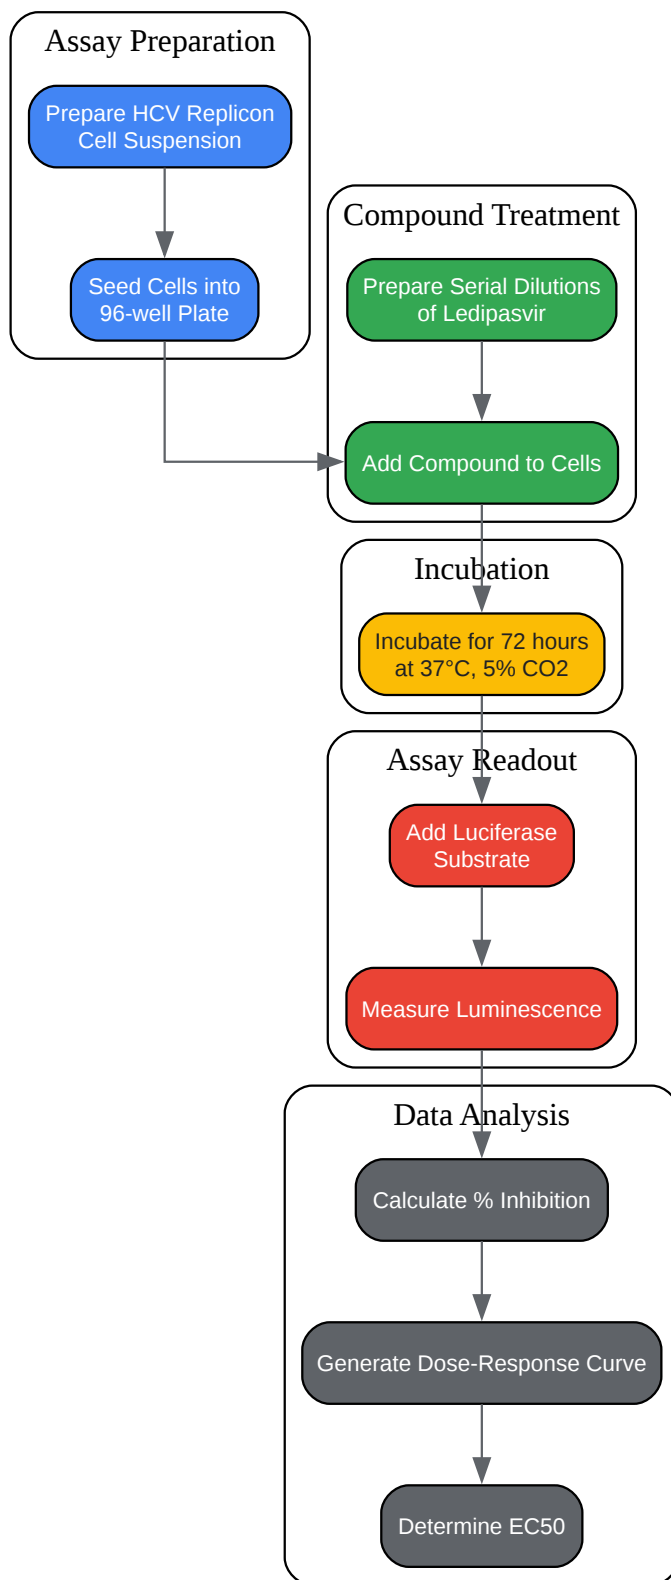 Assay Preparation
Prepare HCV Replicon
Cell Suspension
Seed Cells into
96-well Plate
Compound Treatment
Prepare Serial Dilutions
of Ledipasvir
Add Compound to Cells
Incubation
Incubate for 72 hours
at 37°C, 5% CO2
Assay Readout
Add Luciferase
Substrate
Measure Luminescence
Data Analysis
Calculate % Inhibition
Generate Dose-Response Curve
Determine EC50